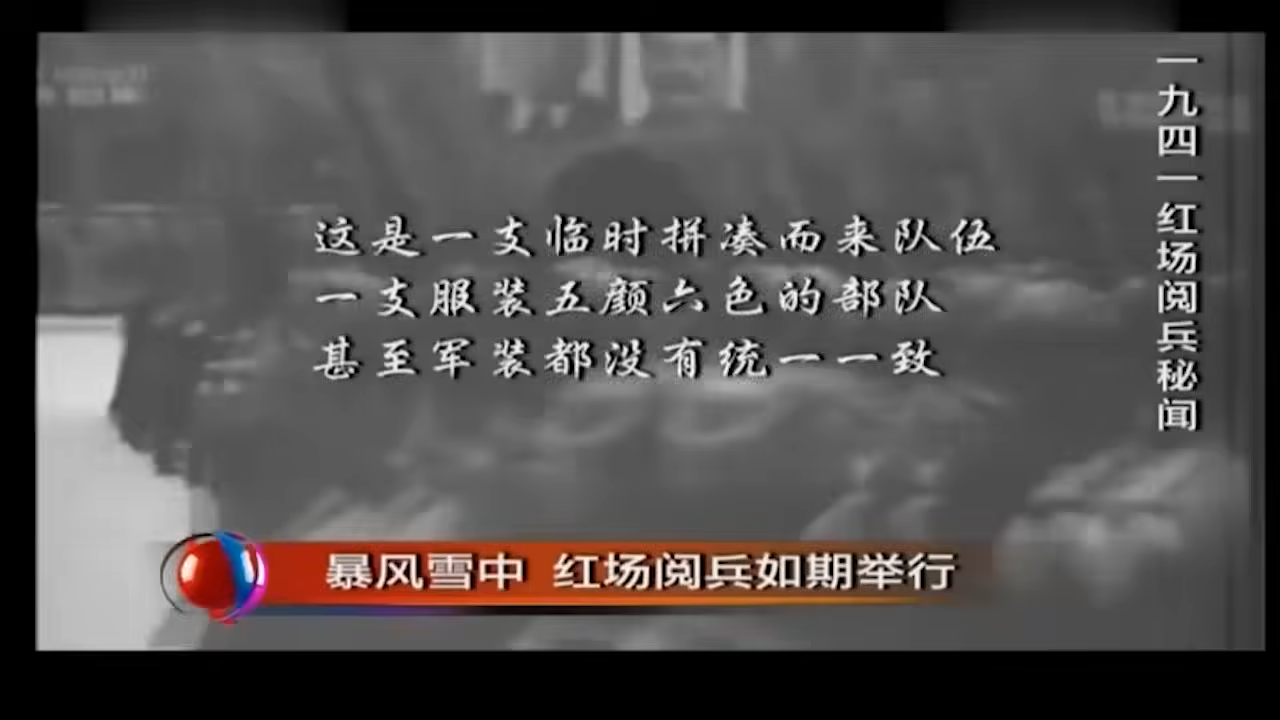 一九四一红场阅兵秘闻
这是一支临时拼凑而来队伍
一支服装五颜六色的部队
甚至军装都没有统一一致
暴风雪中 红场阅兵如期举行